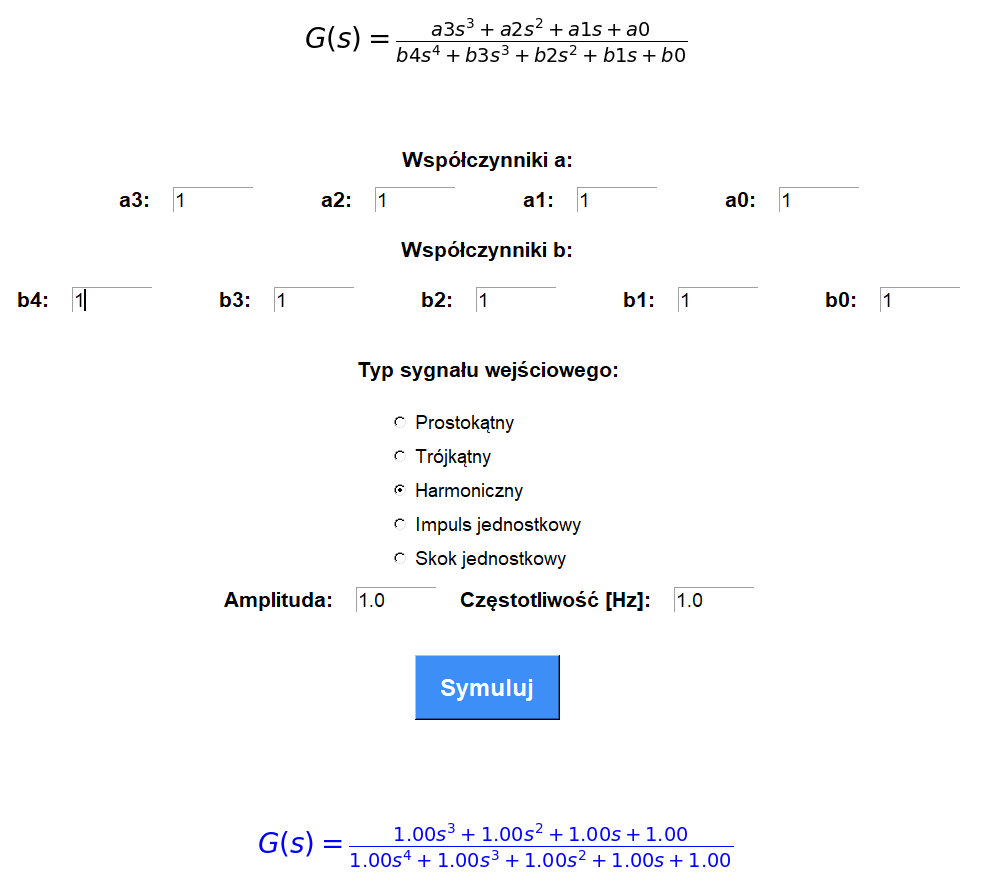 G(s) = \frac{a3s^3 + a2s^2 + a1s + a0}{b4s^4 + b3s^3 + b2s^2 + b1s + b0}
Współczynniki a:
a3: 1 a2: 1 a1: 1 a0: 1
Współczynniki b:
b4: 1 b3: 1 b2: 1 b1: 1 b0: 1
Typ sygnału wejściowego:
Prostokątny
Trójkątny
Harmoniczny
Impuls jednostkowy
Skok jednostkowy
Amplituda: 1.0 Częstotliwość [Hz]: 1.0
Symuluj
G(s) = \frac{1.00s^3 + 1.00s^2 + 1.00s + 1.00}{1.00s^4 + 1.00s^3 + 1.00s^2 + 1.00s + 1.00}